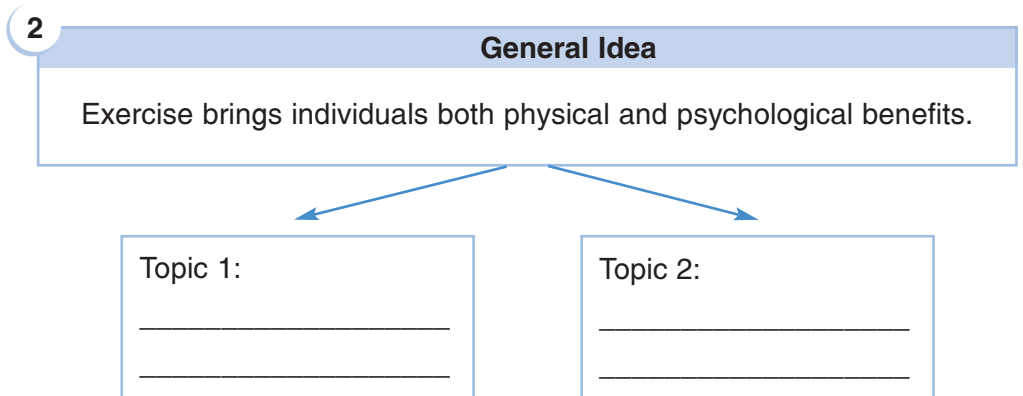 2
General Idea
Exercise brings individuals both physical and psychological benefits.
Topic 1:
Topic 2: